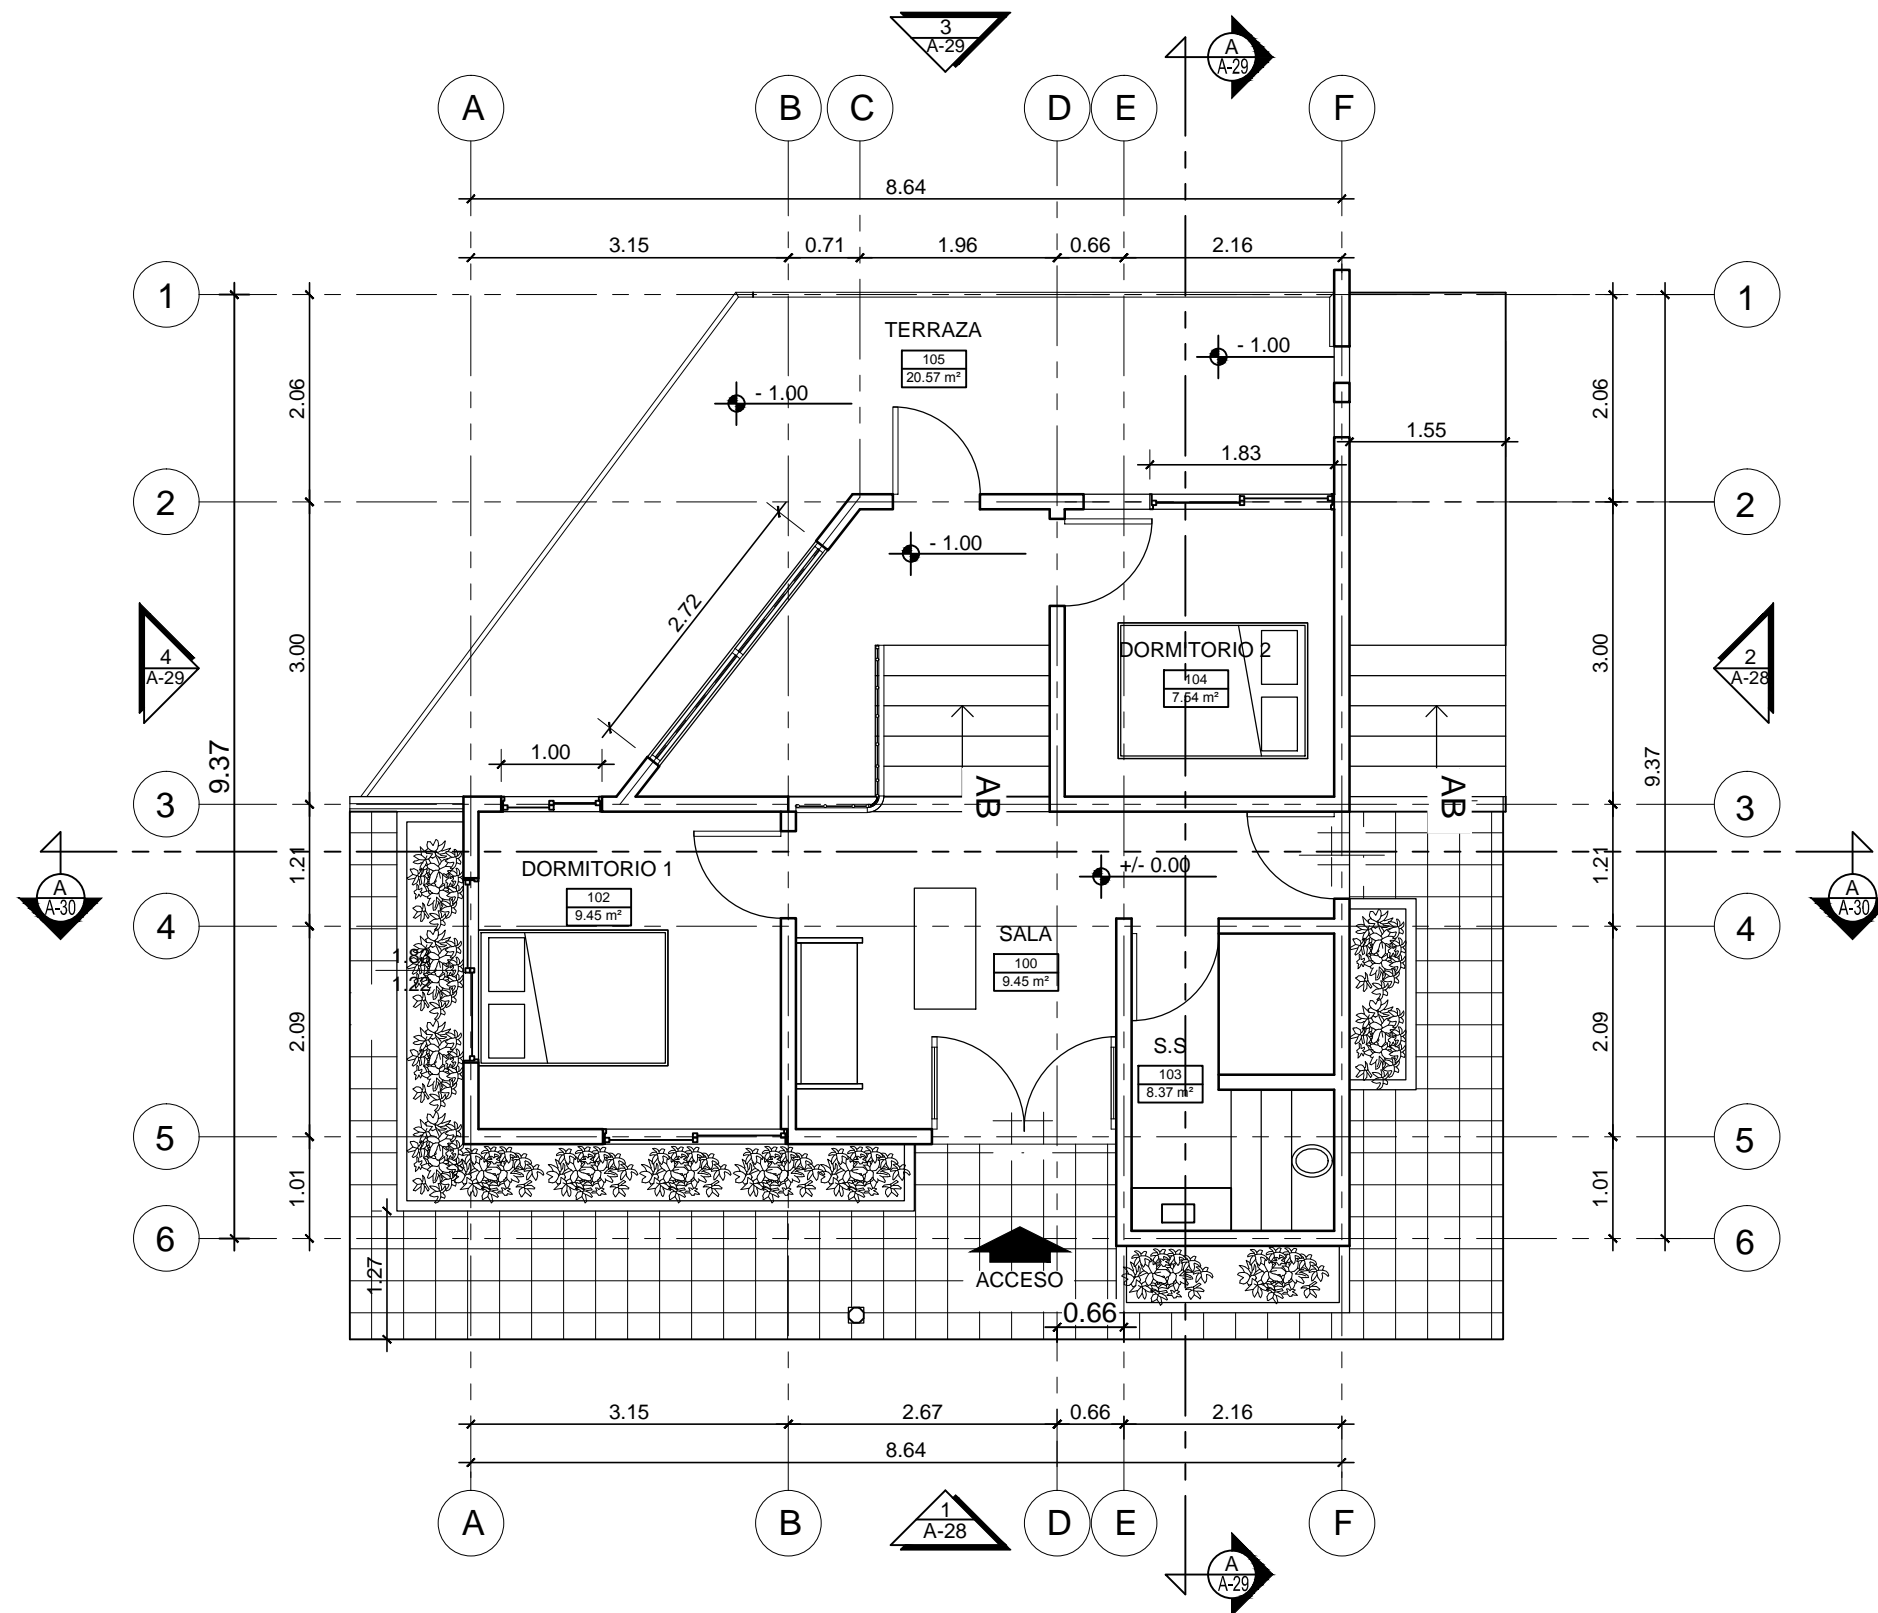 3
A-29
A
A-29
A
B
C
D
E
F
8.64
3.15
0.71
1.96
0.66
2.16
1
1
TERRAZA
105
20.57 m²
- 1.00
- 1.00
2.06
2.06
1.55
1.83
2
2
- 1.00
2.72
3.00
3.00
DORMITORIO 2
104
7.54 m²
4
A-29
2
A-28
9.37
9.37
1.00
AB
AB
3
3
1.21
1.21
DORMITORIO 1
102
9.45 m²
+/- 0.00
A
A-30
A
A-30
4
4
SALA
100
9.45 m²
1.83
1.22
2.09
2.09
S.S
103
8.37 m²
5
5
1.01
1.01
6
6
1.27
ACCESO
0.66
3.15
2.67
0.66
2.16
8.64
A
B
D
E
F
1
A-28
A
A-29